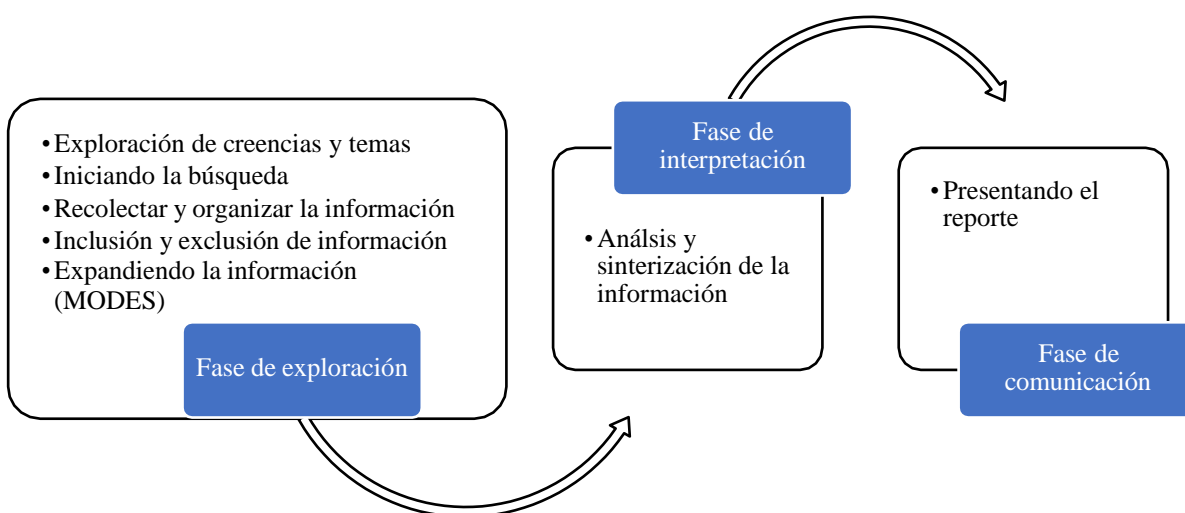 •Exploración de creencias y temas
•Iniciando la búsqueda
•Recolectar y organizar la información
•Inclusión y exclusión de información
•Expandiendo la información
(MODES)
Fase de exploración
Fase de
interpretación
•Análsis y
sinterización de la
información
•Presentando el
reporte
Fase de
comunicación